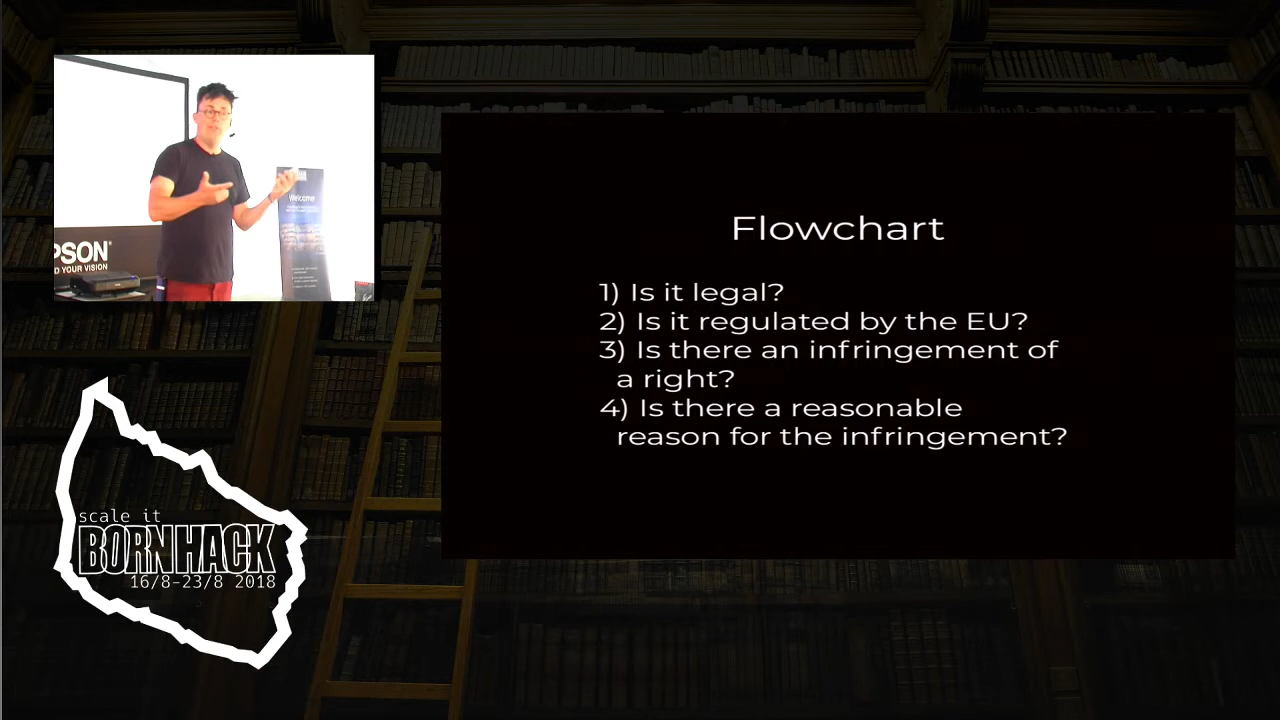 Welcome
PSON®
D YOUR VISION
Flowchart
1) Is it legal?
2) Is it regulated by the EU?
3) Is there an infringement of
a right?
4) Is there a reasonable
reason for the infringement?
scale it
BORNHACK
16/8-23/8 2018